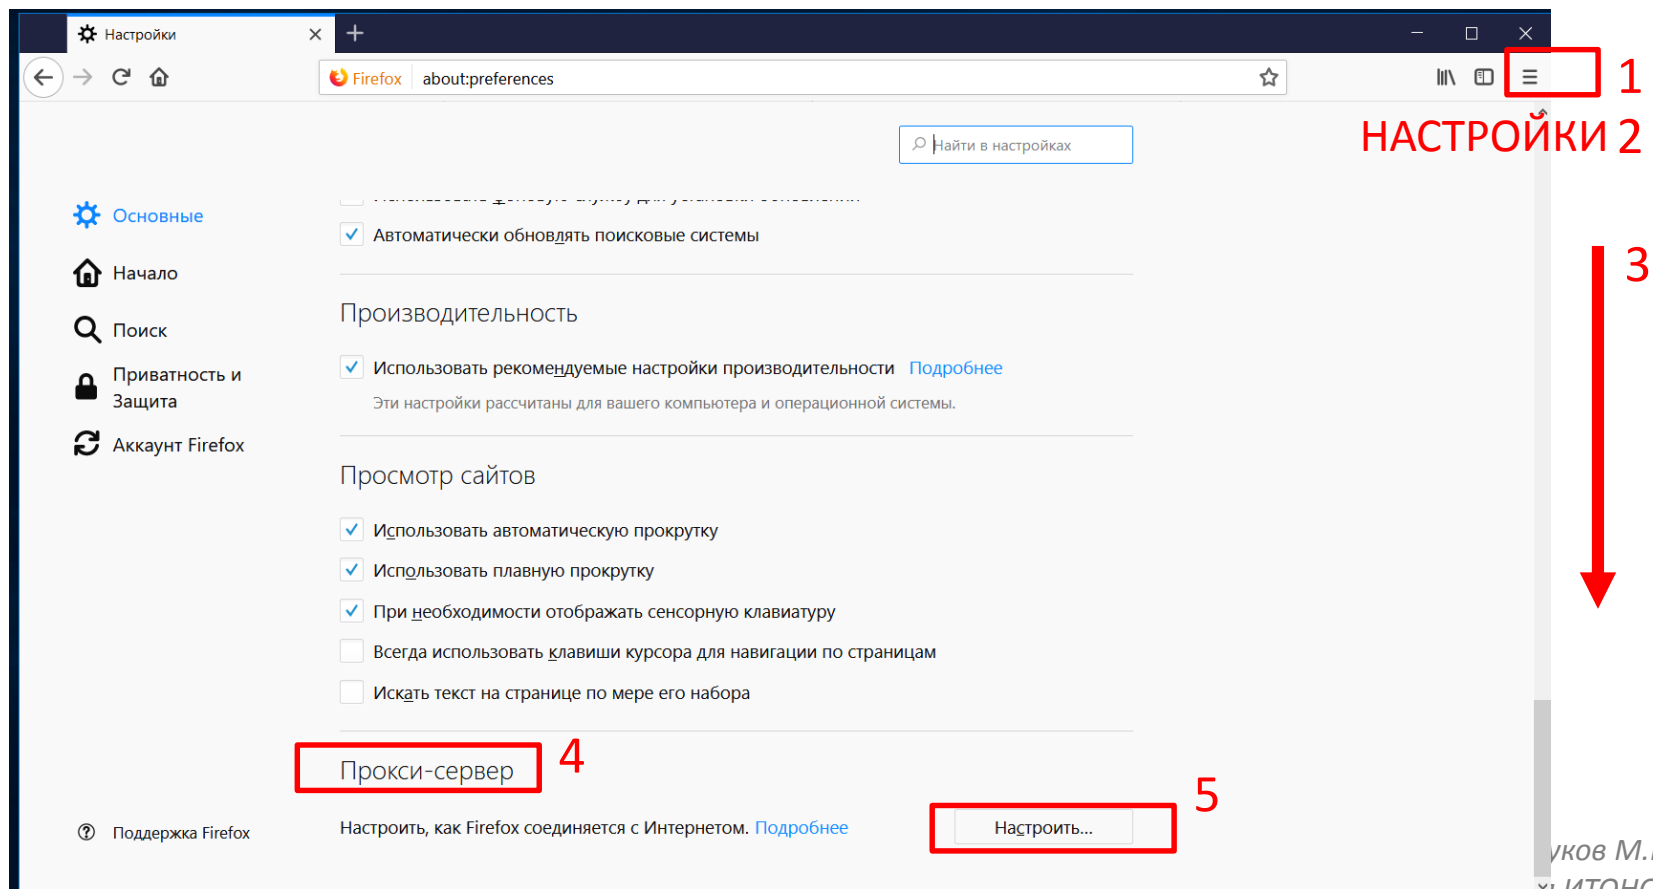 Настройки
Firefox about:preferences
1
НАСТРОЙКИ 2
Найти в настройках
Основные
Автоматически обновлять поисковые системы
3
Начало
Производительность
Поиск
Использовать рекомендуемые настройки производительности Подробнее
Приватность и
Защита
Эти настройки рассчитаны для вашего компьютера и операционной системы.
Аккаунт Firefox
Просмотр сайтов
Использовать автоматическую прокрутку
Использовать плавную прокрутку
При необходимости отображать сенсорную клавиатуру
Всегда использовать клавиши курсора для навигации по страницам
Искать текст на странице по мере его набора
Прокси-сервер
4
5
Поддержка Firefox
Настроить, как Firefox соединяется с Интернетом. Подробнее
Настроить...